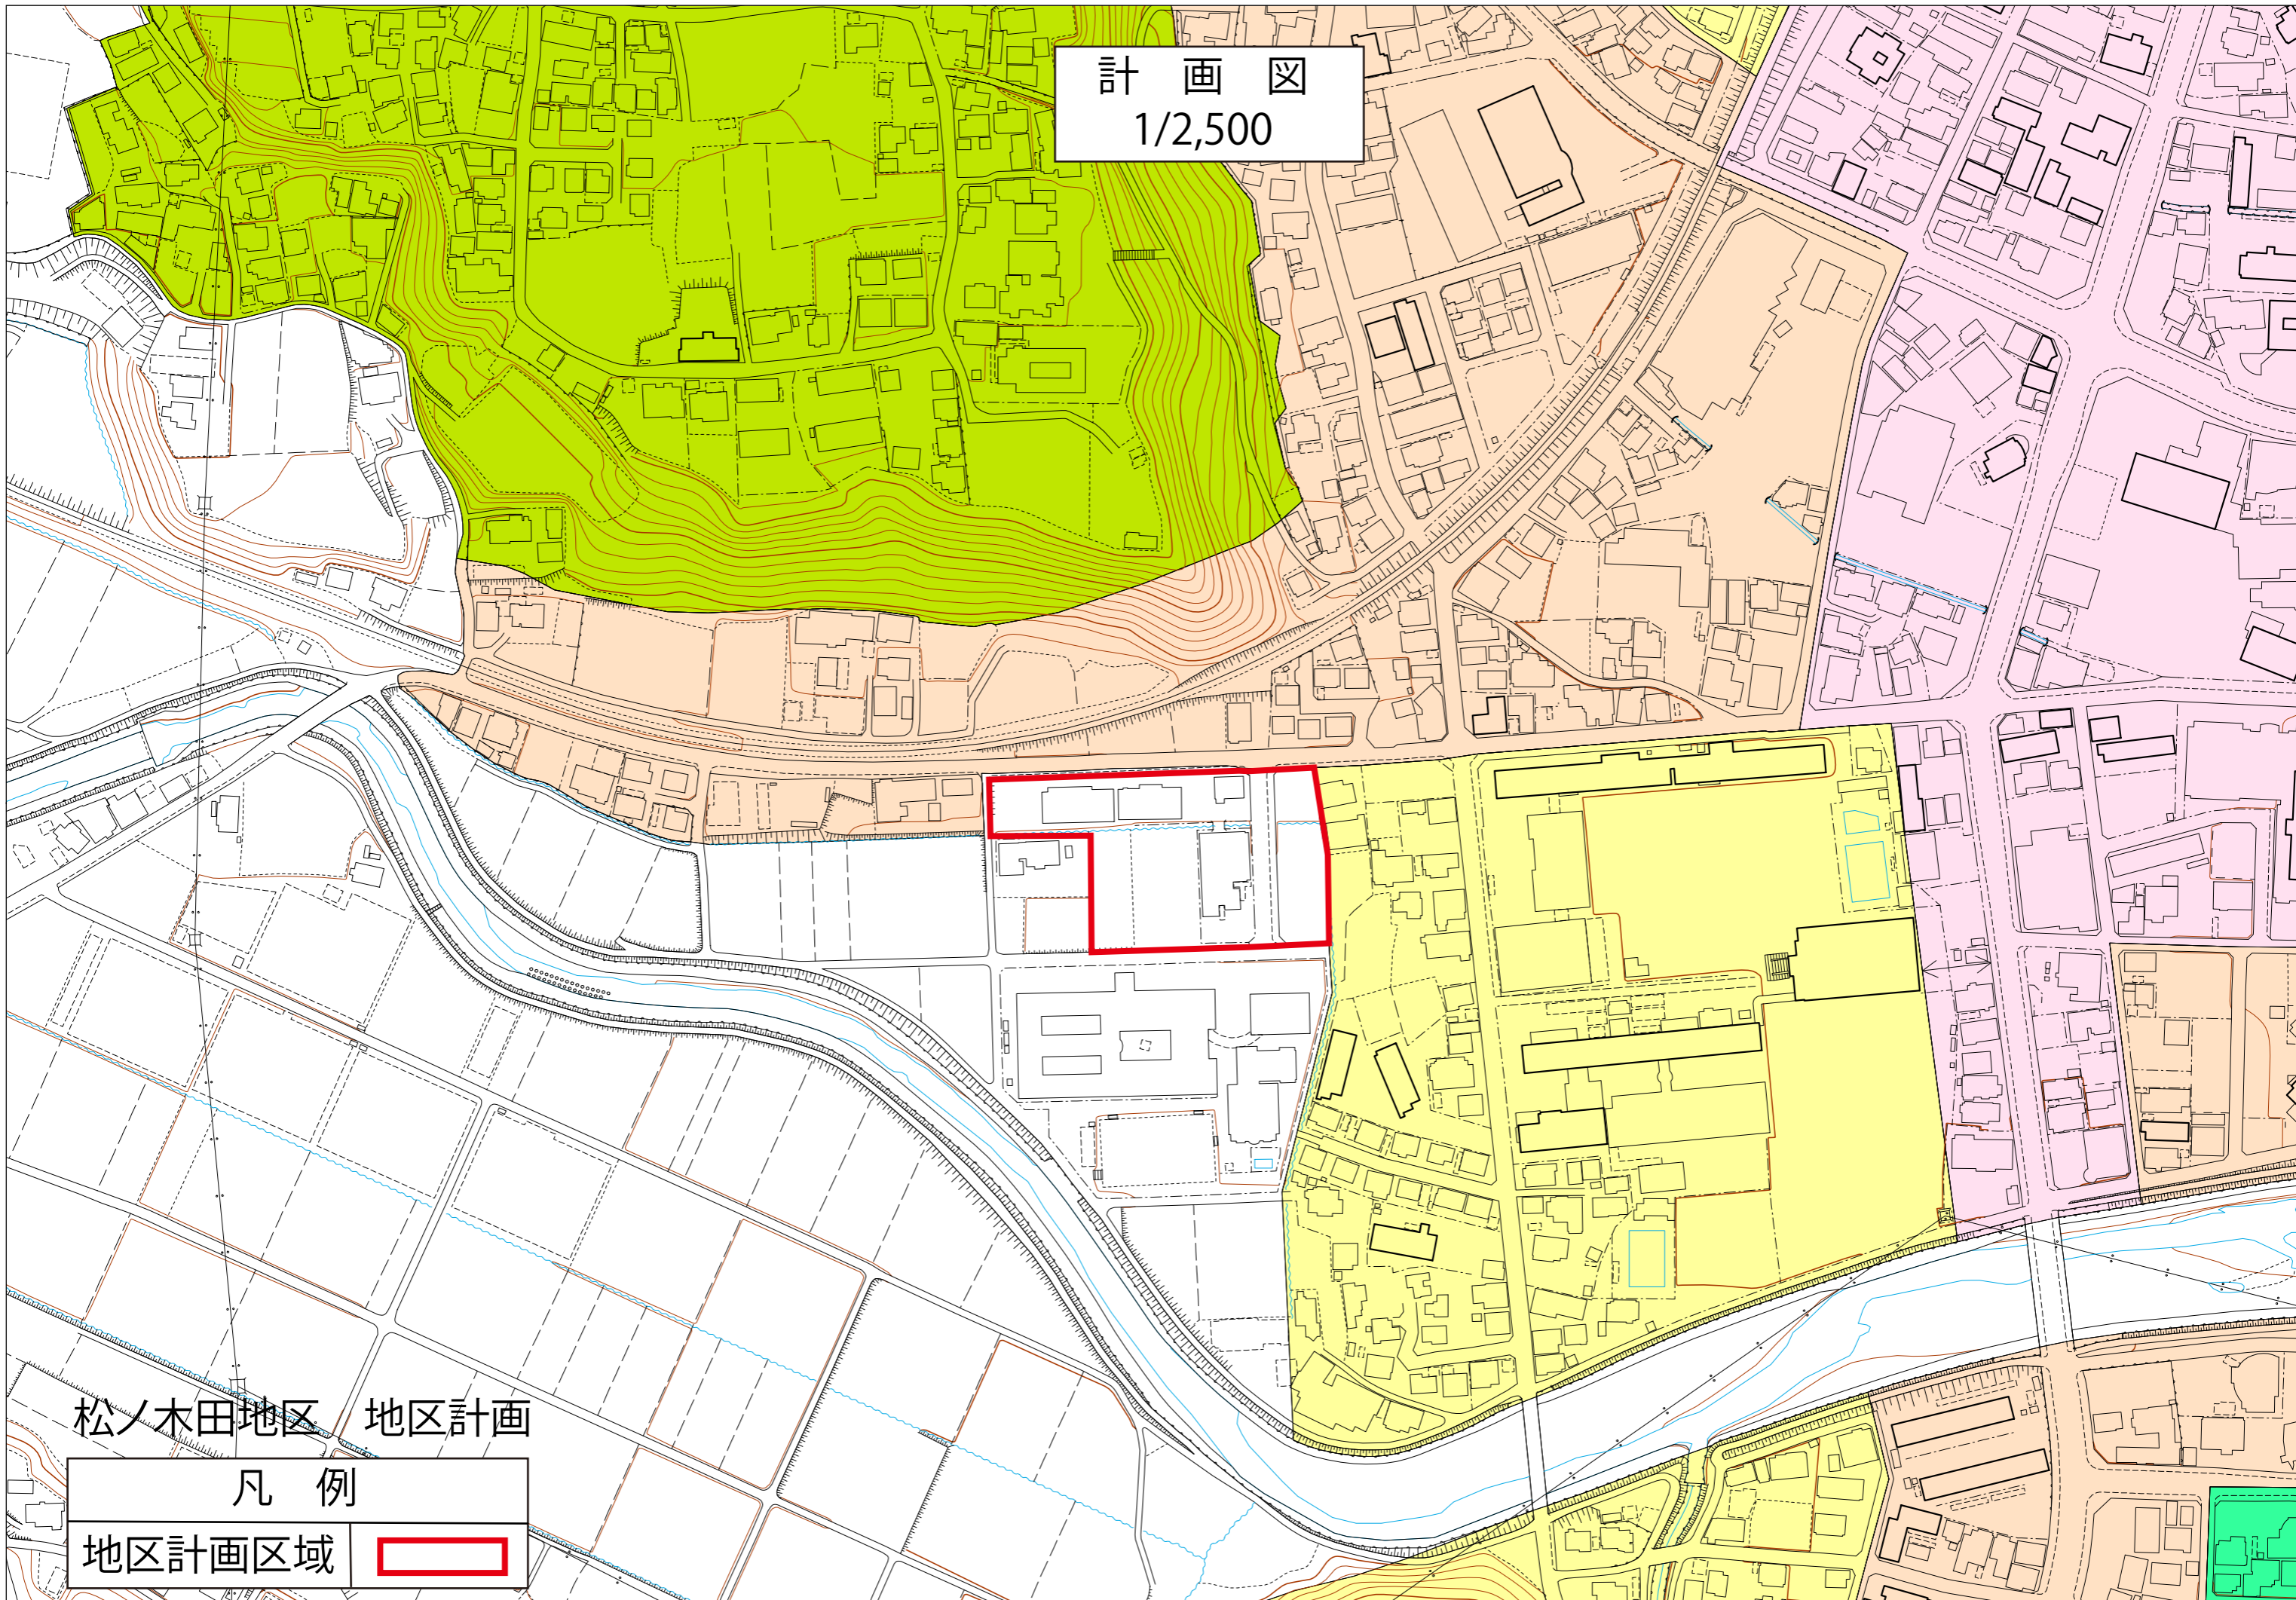 計 画 図
1/2,500
松ノ木田地区 地区計画
凡 例
地区計画区域